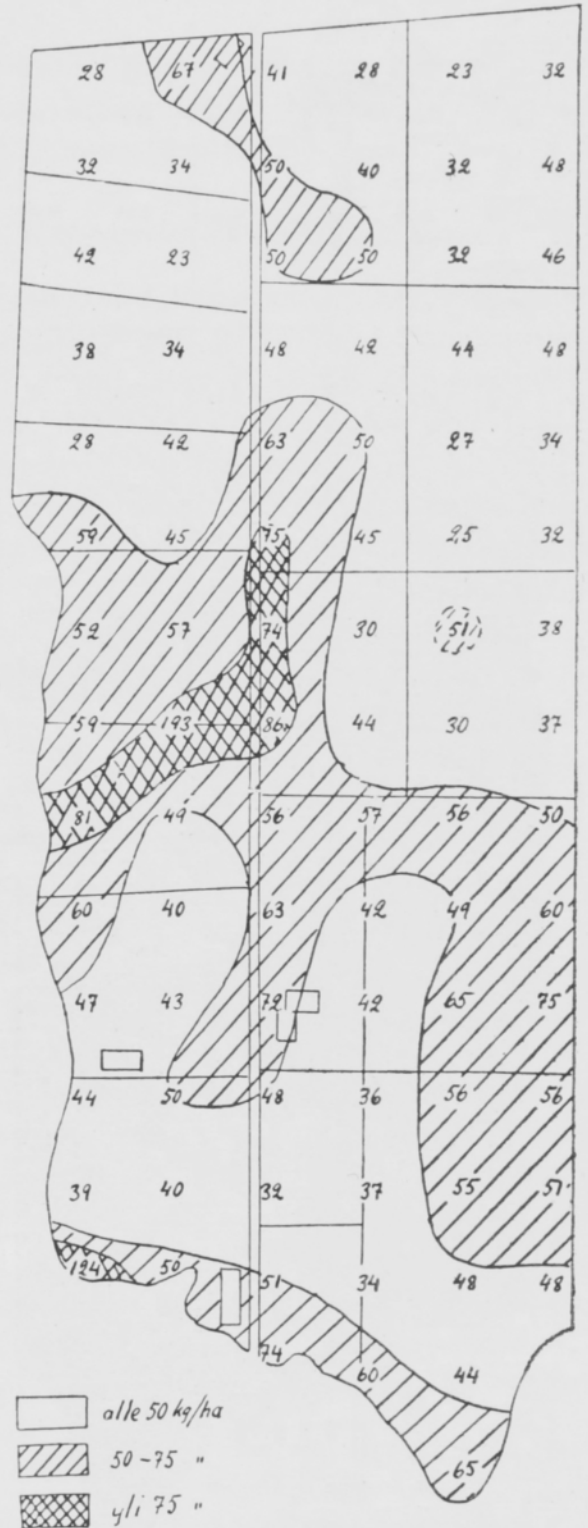 28 67 41 28 23 32
32 34 50 40 32 48
42 23 50 50 32 46
38 34 48 42 44 48
28 42 63 50 27 34
59 45 75 45 25 32
52 57 74 30 51 38
59 193 86 44 30 37
81 49 56 57 56 50
60 40 63 42 49 60
47 43 72 42 65 75
44 50 48 36 56 56
39 40 32 37 55 51
124 50 51 34 48 48
74 60 44
65
alle 50 kg/ha
50-75 "
yli 75 "